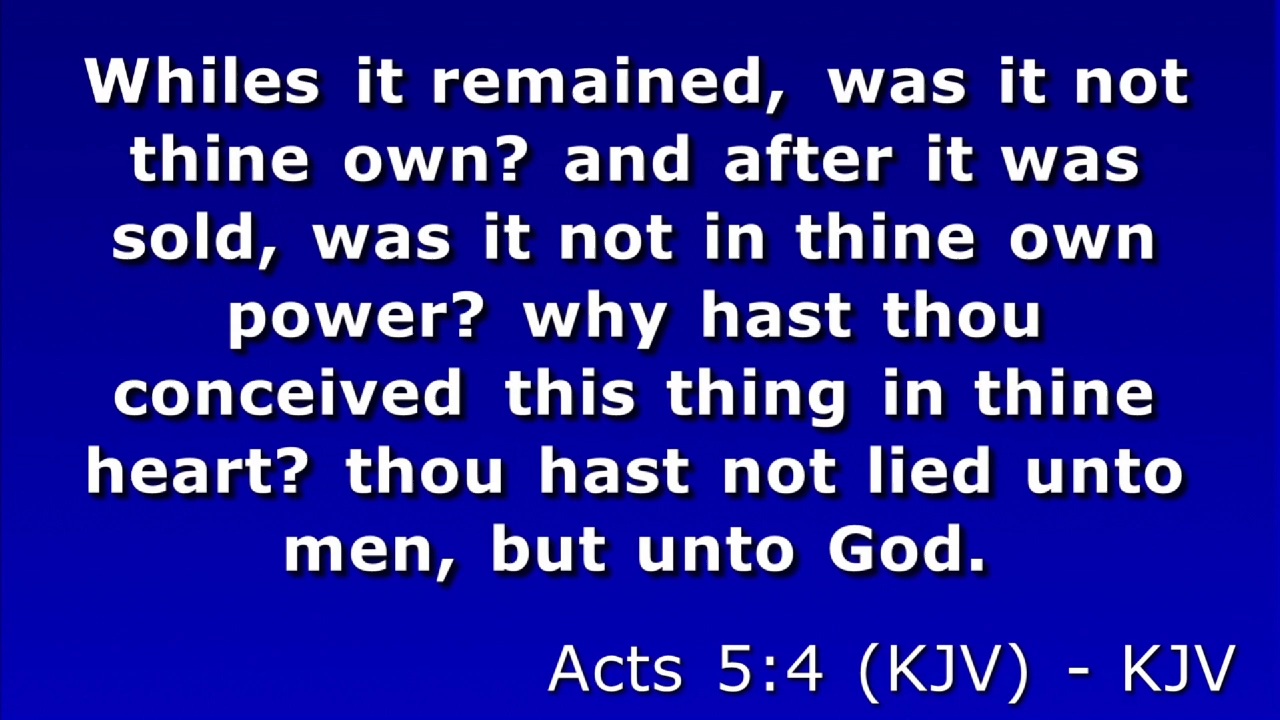 Whiles it remained, was it not
thine own? and after it was
sold, was it not in thine own
power? why hast thou
conceived this thing in thine
heart? thou hast not lied unto
men, but unto God.
Acts 5:4 (KJV) - KJV